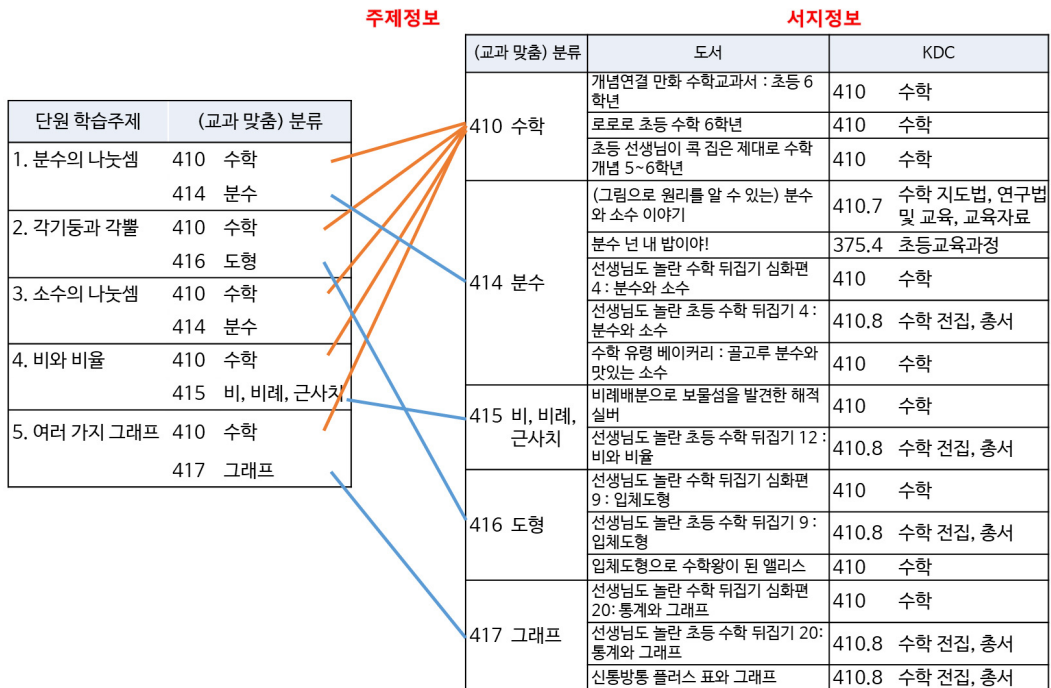 주제정보
서지정보
단원 학습주제 (교과 맞춤) 분류
1. 분수의 나눗셈 410 수학
414 분수
2. 각기둥과 각뿔 410 수학
416 도형
3. 소수의 나눗셈 410 수학
414 분수
4. 비와 비율 410 수학
415 비, 비례, 근사치
5. 여러 가지 그래프 410 수학
417 그래프
(교과 맞춤) 분류 도서 KDC
410 수학
개념연결 만화 수학교과서 : 초등 6
학년
410 수학
로로로 초등 수학 6학년 410 수학
초등 선생님이 콕 집은 제대로 수학
개념 5~6학년
410 수학
414 분수
(그림으로 원리를 알 수 있는) 분수
와 소수 이야기
410.7 수학 지도법, 연구법
및 교육, 교육자료
분수 넌 내 밥이야! 375.4 초등교육과정
선생님도 놀란 수학 뒤집기 심화편
4 : 분수와 소수
410 수학
선생님도 놀란 초등 수학 뒤집기 4 :
분수와 소수
410.8 수학 전집, 총서
수학 유령 베이커리 : 골고루 분수와
맛있는 소수
410 수학
415 비, 비례,
근사치
비례배분으로 보물섬을 발견한 해적
실버
410 수학
선생님도 놀란 초등 수학 뒤집기 12 :
비와 비율
410.8 수학 전집, 총서
416 도형
선생님도 놀란 수학 뒤집기 심화편
9 : 입체도형
410 수학
선생님도 놀란 초등 수학 뒤집기 9 :
입체도형
410.8 수학 전집, 총서
입체도형으로 수학왕이 된 앨리스 410 수학
417 그래프
선생님도 놀란 수학 뒤집기 심화편
20: 통계와 그래프
410 수학
선생님도 놀란 초등 수학 뒤집기 20:
통계와 그래프
410.8 수학 전집, 총서
신통방통 플러스 표와 그래프 410.8 수학 전집, 총서